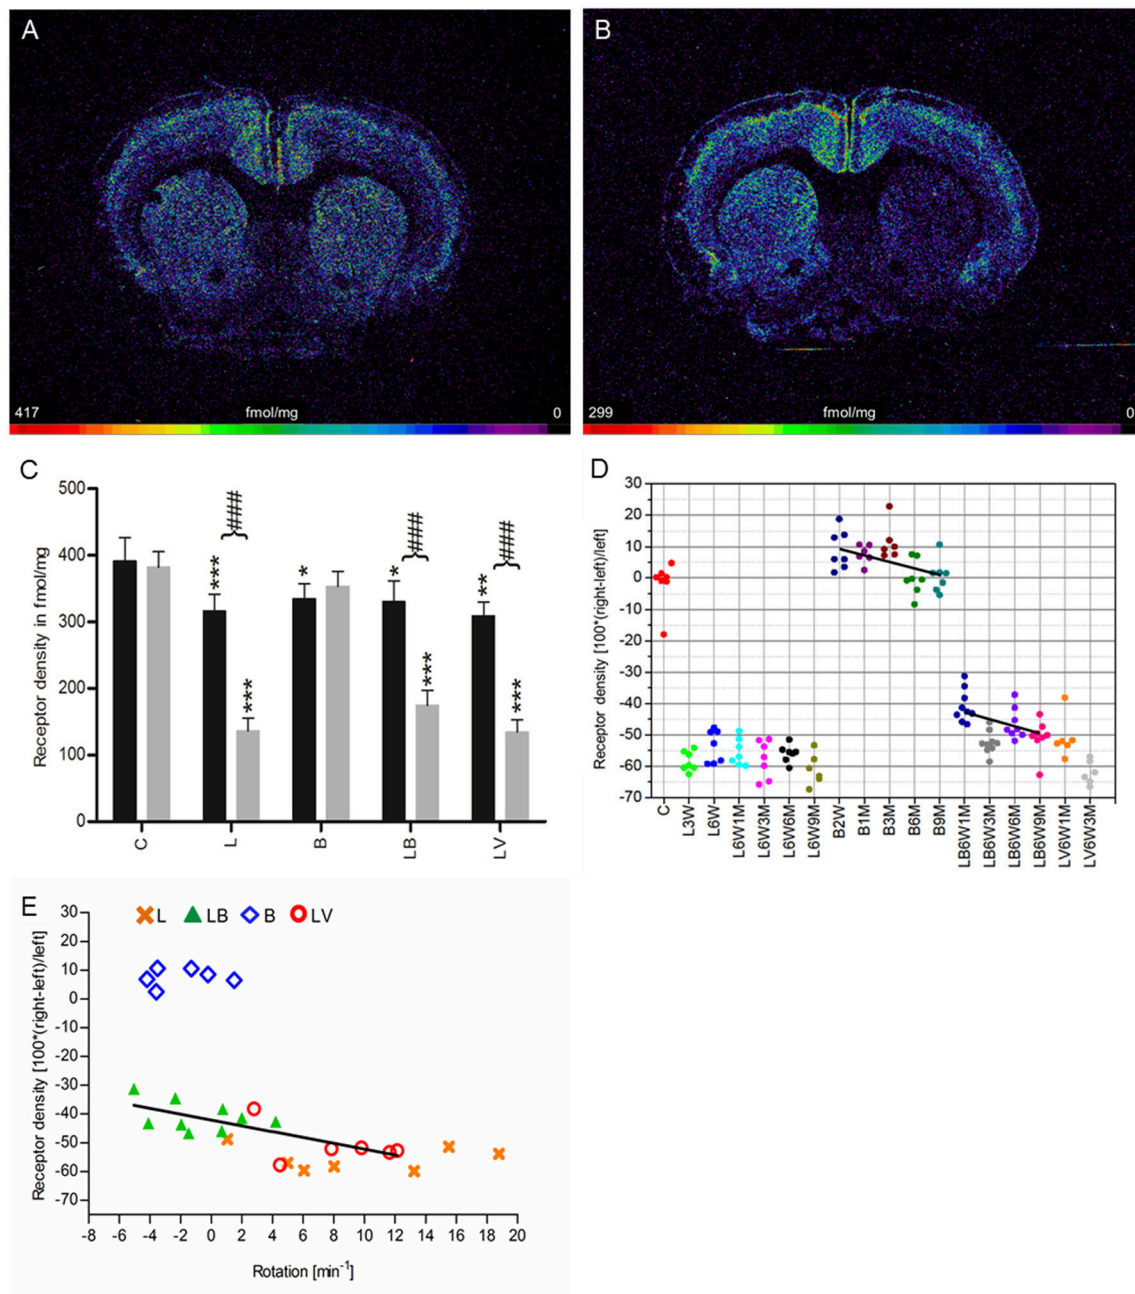 A
B
417 fmol/mg 0
299 fmol/mg 0
C
Receptor density in fmol/mg
500
400
300
200
100
0
***
***
###
*
*
***
###
**
***
###
C L B LB LV
D
Receptor density [100*(right-left)/left]
30
20
10
0
-10
-20
-30
-40
-50
-60
-70
C L3W L6W L6W1M L6W3M L6W6M L6W9M B2W B1M B3M B6M B9M LB6W1M LB6W3M LB6W6M LB6W9M LV6W1M LV6W3M
E
L LB B LV
Receptor density [100*(right-left)/left]
30
20
10
0
-10
-20
-30
-40
-50
-60
-70
-8 -6 -4 -2 0 2 4 6 8 10 12 14 16 18 20
Rotation [min⁻¹]